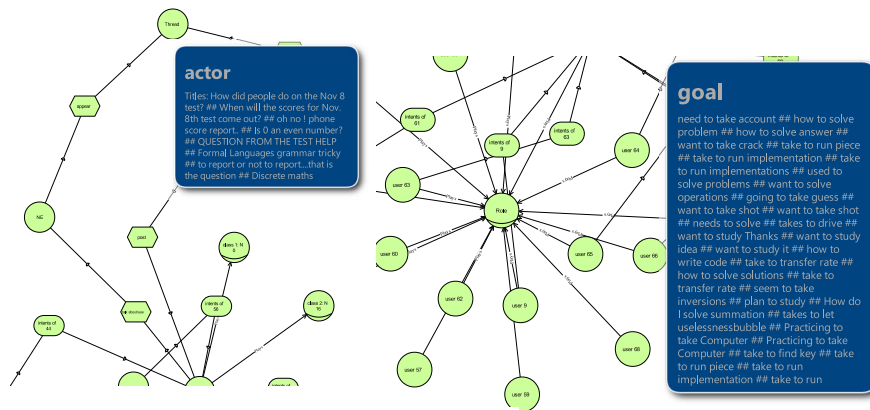 Thread
actor
Titles: How did people do on the Nov 8
test? ## When will the scores for Nov.
8th test come out? ## oh no ! phone
score report.. ## Is 0 an even number?
## QUESTION FROM THE TEST HELP
## Formal Languages grammar tricky
## to report or not to report...that is
the question ## Discrete maths
appear
NE
post
class 1: N
0
intents of
56
class 2: N
16
intents of
44
intents of
intents of
61
intents of
9
intents of
63
user 64
user 63
Role
user 60
user 65
user 66
user 62
user 9
user 57
user 68
user 59
goal
need to take account ## how to solve
problem ## how to solve answer ##
want to take crack ## take to run piece
## take to run implementation ## take
to run implementations ## used to
solve problems ## want to solve
operations ## going to take guess ##
want to take shot ## want to take shot
## needs to solve ## takes to drive ##
want to study Thanks ## want to study
idea ## want to study it ## how to
write code ## take to transfer rate ##
how to solve solutions ## take to
transfer rate ## seem to take
inversions ## plan to study ## How do
I solve summation ## takes to let
uselessnessbubble ## Practicing to
take Computer ## Practicing to take
Computer ## take to find key ## take
to run piece ## take to run
implementation ## take to run